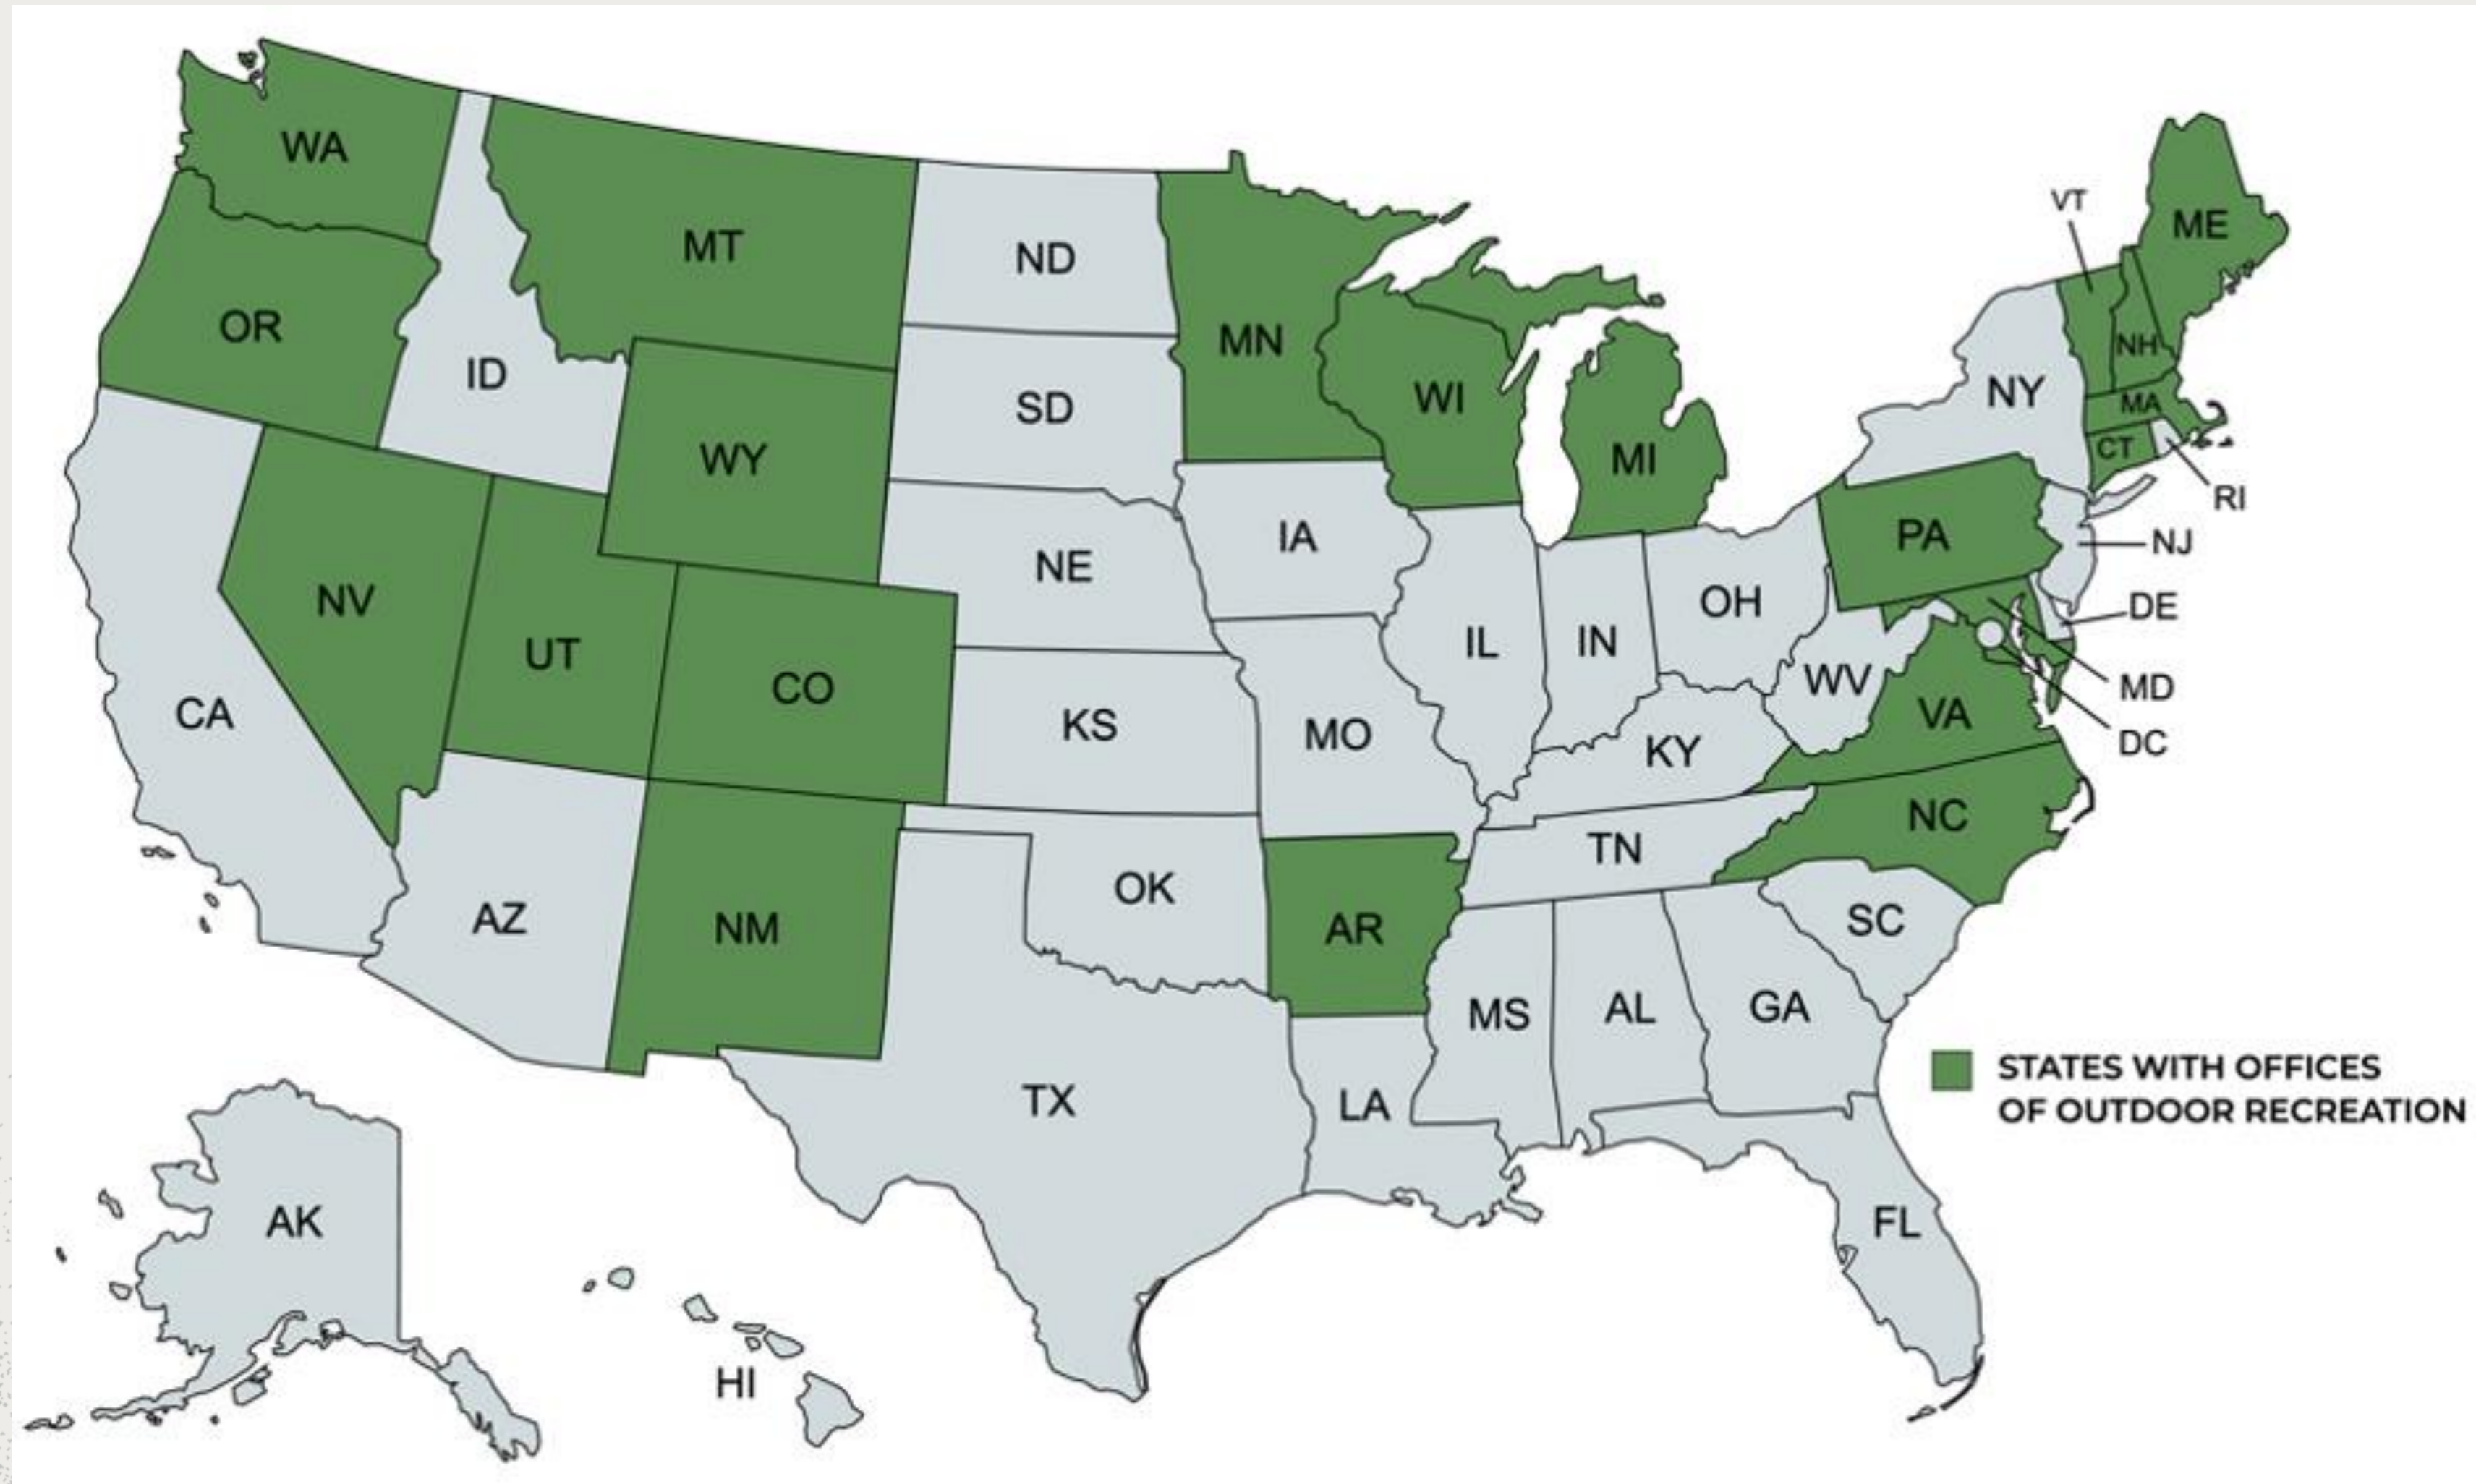 WA
MT
ND
MN
VT
ME
OR
ID
SD
WI
NH
WY
MI
NY
MA
CT
RI
NV
UT
CO
NE
IA
IL
IN
OH
PA
NJ
DE
CA
KS
MO
KY
WV
VA
MD
DC
AZ
NM
OK
AR
TN
NC
SC
TX
LA
MS
AL
GA
STATES WITH OFFICES
OF OUTDOOR RECREATION
AK
HI
FL